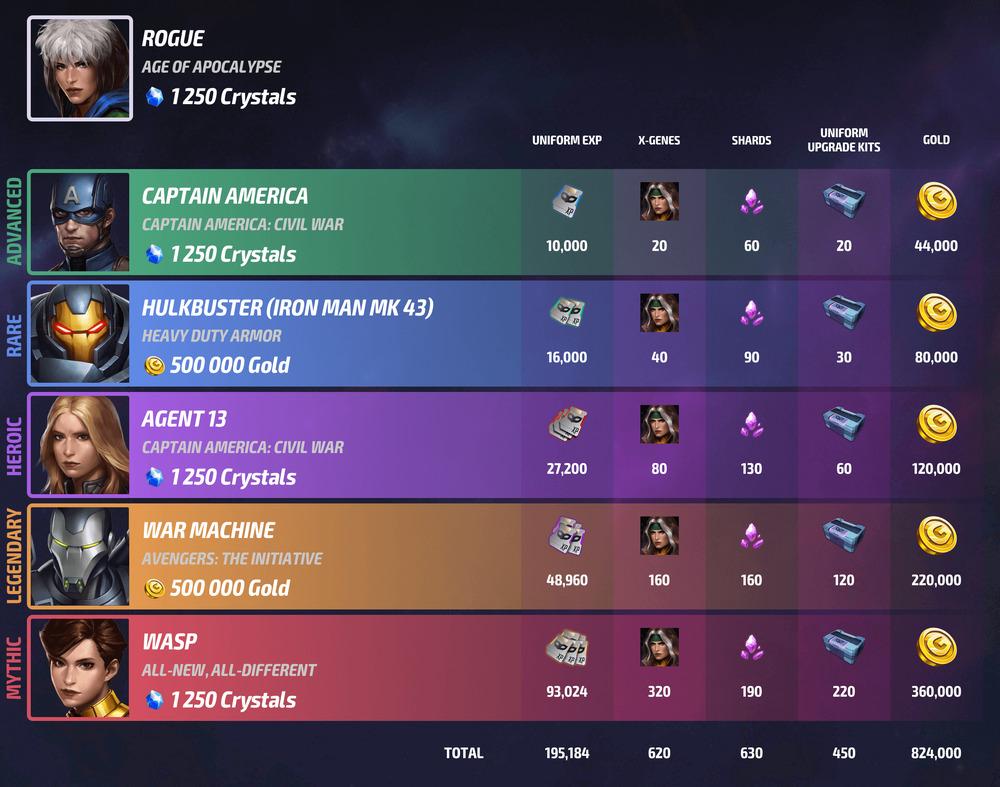 ROGUE
AGE OF APOCALYPSE
1 250 Crystals
UNIFORM EXP
X-GENES
SHARDS
UNIFORM
UPGRADE KITS
GOLD
ADVANCED
CAPTAIN AMERICA
CAPTAIN AMERICA: CIVIL WAR
1 250 Crystals
10,000
20
60
20
44,000
RARE
HULKBUSTER (IRON MAN MK 43)
HEAVY DUTY ARMOR
500 000 Gold
16,000
40
90
30
80,000
HEROIC
AGENT 13
CAPTAIN AMERICA: CIVIL WAR
1 250 Crystals
27,200
80
130
60
120,000
LEGENDARY
WAR MACHINE
AVENGERS: THE INITIATIVE
500 000 Gold
48,960
160
160
120
220,000
MYTHIC
WASP
ALL-NEW, ALL-DIFFERENT
1 250 Crystals
93,024
320
190
220
360,000
TOTAL
195,184
620
630
450
824,000